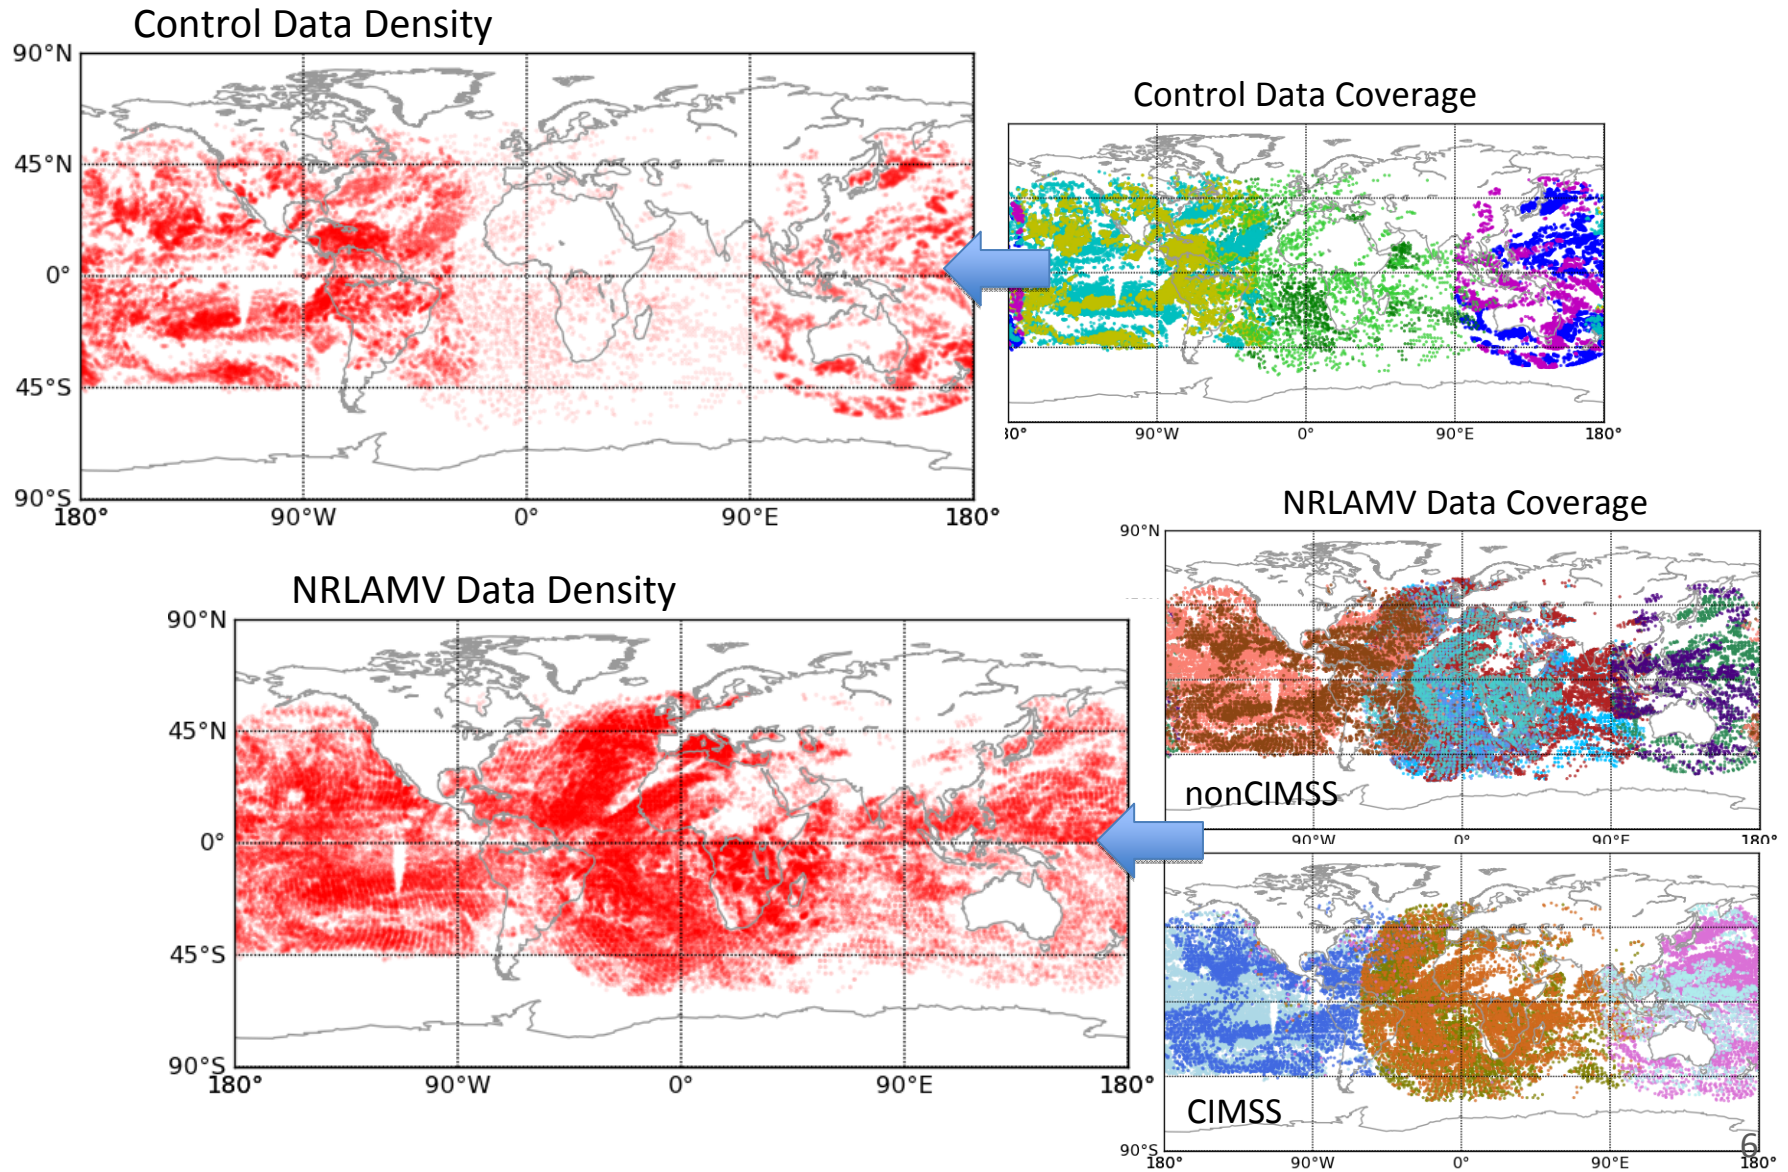 Control Data Density
90°N
45°N
0°
45°S
90°S
180° 90°W 0° 90°E 180°
Control Data Coverage
90°W 0° 90°E 180°
NRLAMV Data Coverage
90°N
nonCIMSS
90°W 0° 90°E
NRLAMV Data Density
90°N
45°N
0°
45°S
90°S
180° 90°W 0° 90°E 180°
CIMSS
90°S
180° 90°W 0° 90°E 180°
6